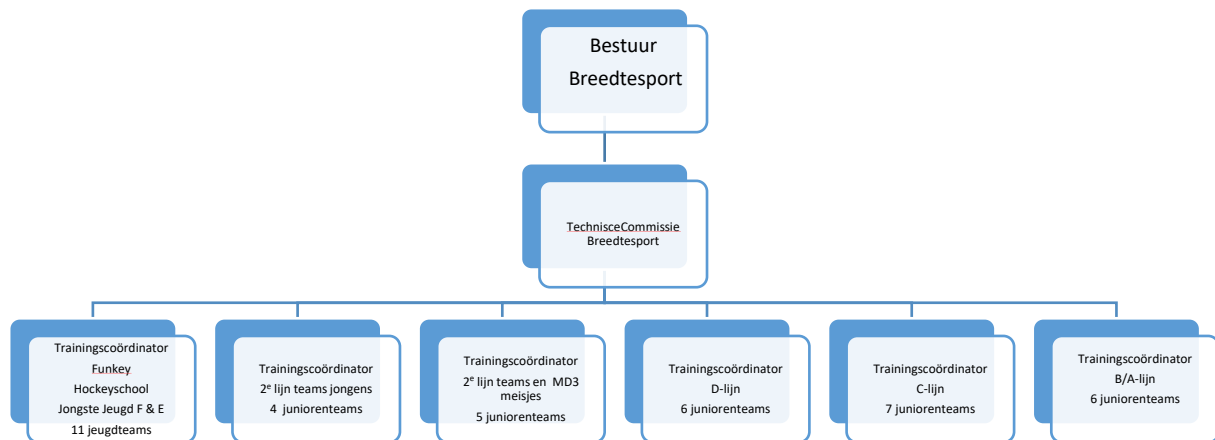 Bestuur
Breedtesport
TechnisceCommissie
Breedtesport
Trainingscoördinator
Funkey
Hockeyschool
Jongste Jeugd F & E
11 jeugdteams
Trainingscoördinator
2e lijn teams jongens
4 juniorenteams
Trainingscoördinator
2e lijn teams en MD3
meisjes
5 juniorenteams
Trainingscoördinator
D-lijn
6 juniorenteams
Trainingscoördinator
C-lijn
7 juniorenteams
Trainingscoördinator
B/A-lijn
6 juniorenteams